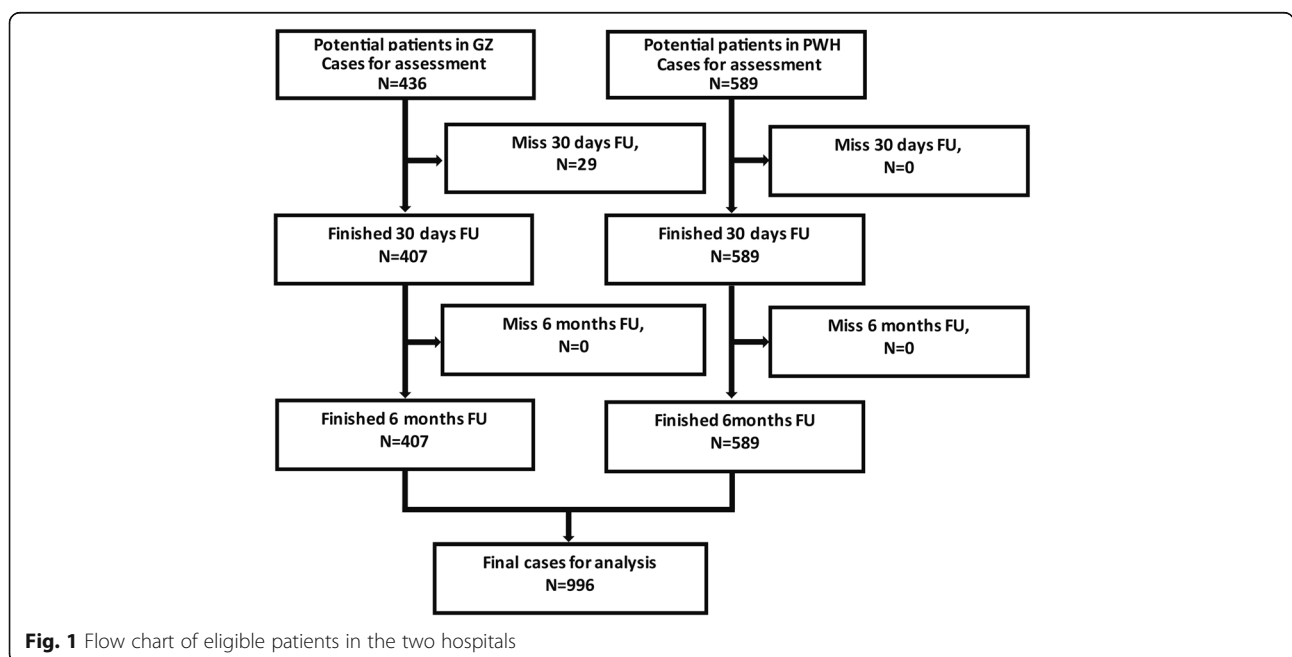 Potential patients in GZ
Cases for assessment
N=436
Potential patients in PWH
Cases for assessment
N=589
Miss 30 days FU,
N=29
Miss 30 days FU,
N=0
Finished 30 days FU
N=407
Finished 30 days FU
N=589
Miss 6 months FU,
N=0
Miss 6 months FU,
N=0
Finished 6 months FU
N=407
Finished 6months FU
N=589
Final cases for analysis
N=996
Fig. 1 Flow chart of eligible patients in the two hospitals